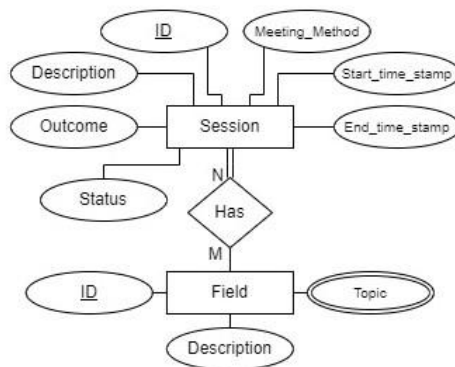 ID
Meeting_Method
Description
Start_time_stamp
Outcome
Session
End_time_stamp
Status
N
Has
M
ID
Field
Topic
Description